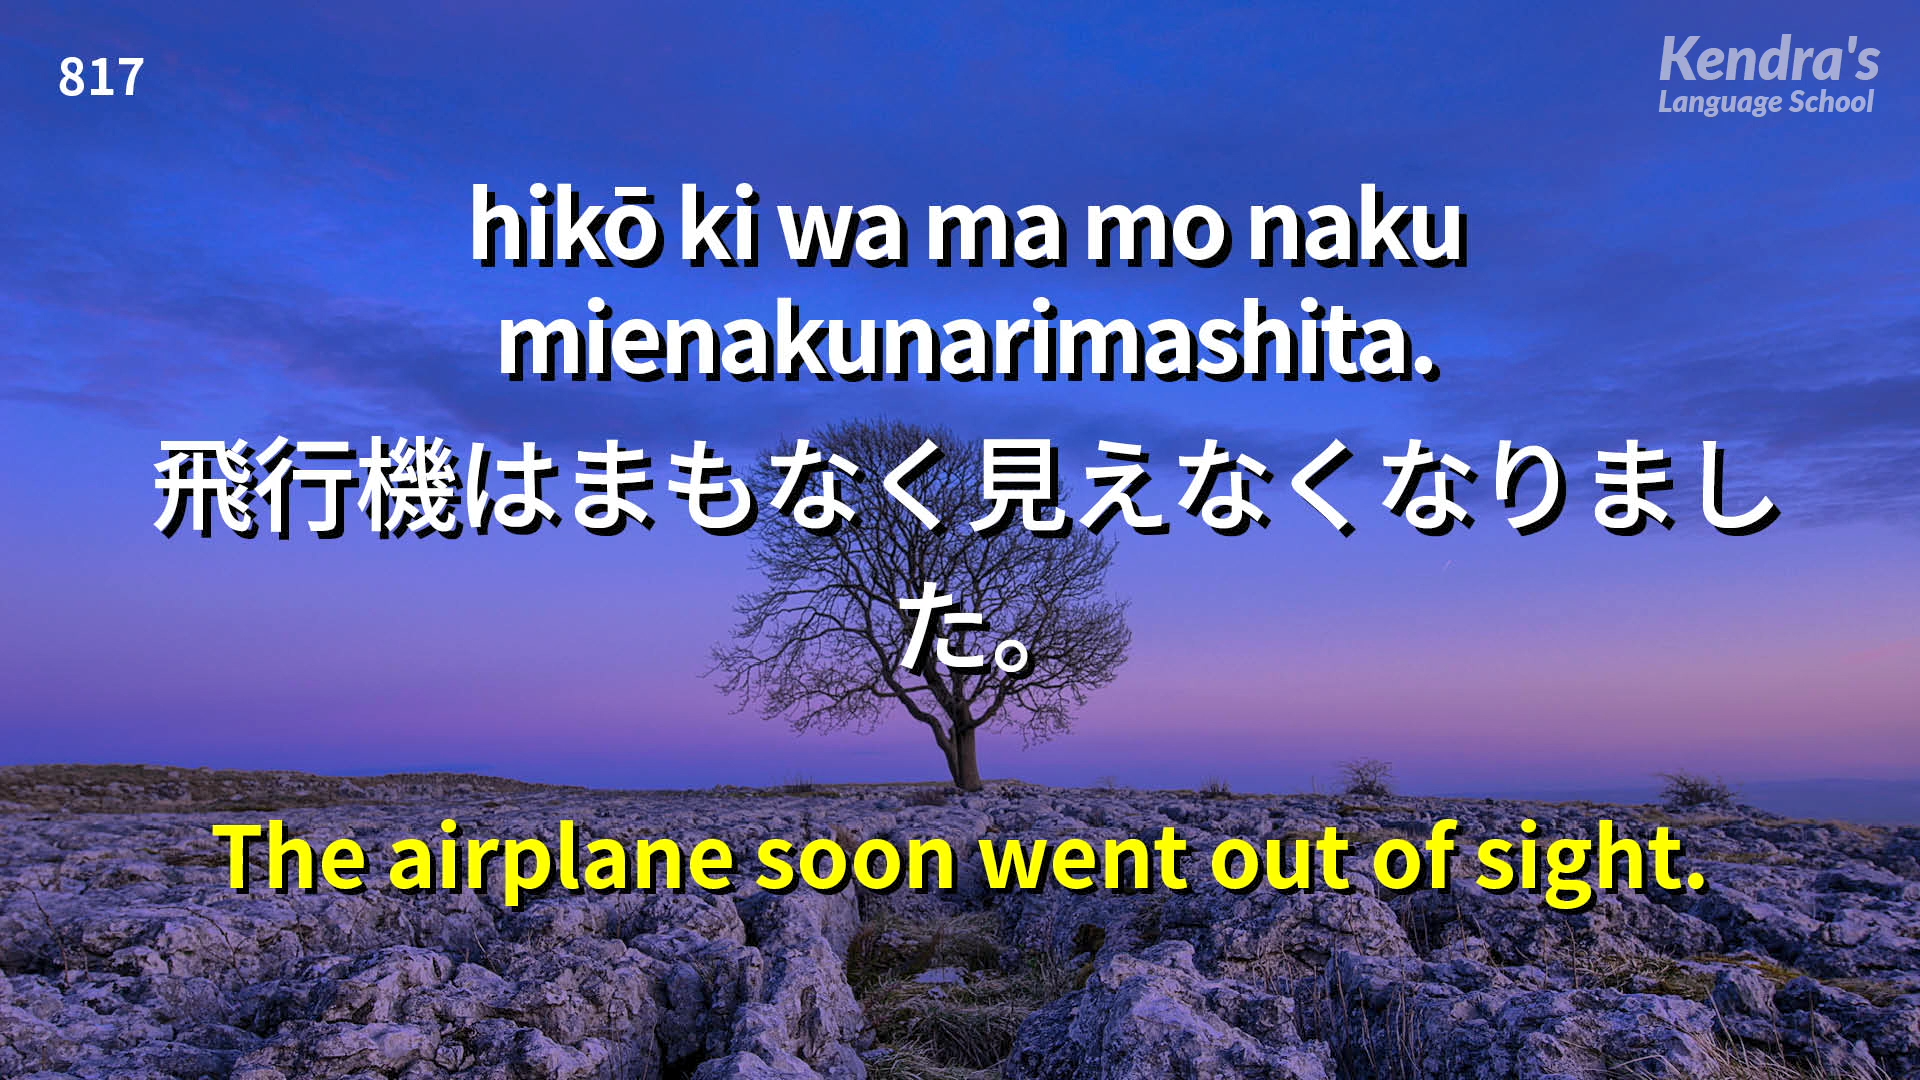 817
Kendra's
Language School
hikō ki wa ma mo naku
mienakunarimashita.
飛行機はまもなく見えなくなりまし
た。
The airplane soon went out of sight.